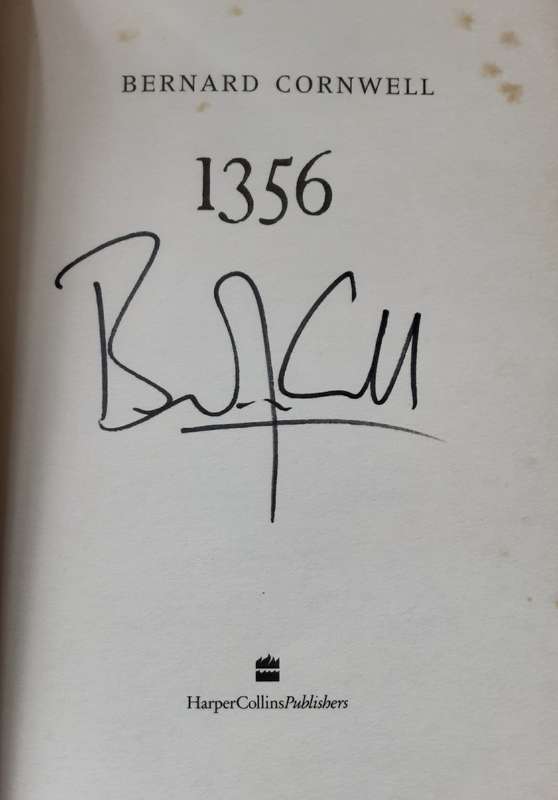 BERNARD CORNWELL
1356
HarperCollinsPublishers